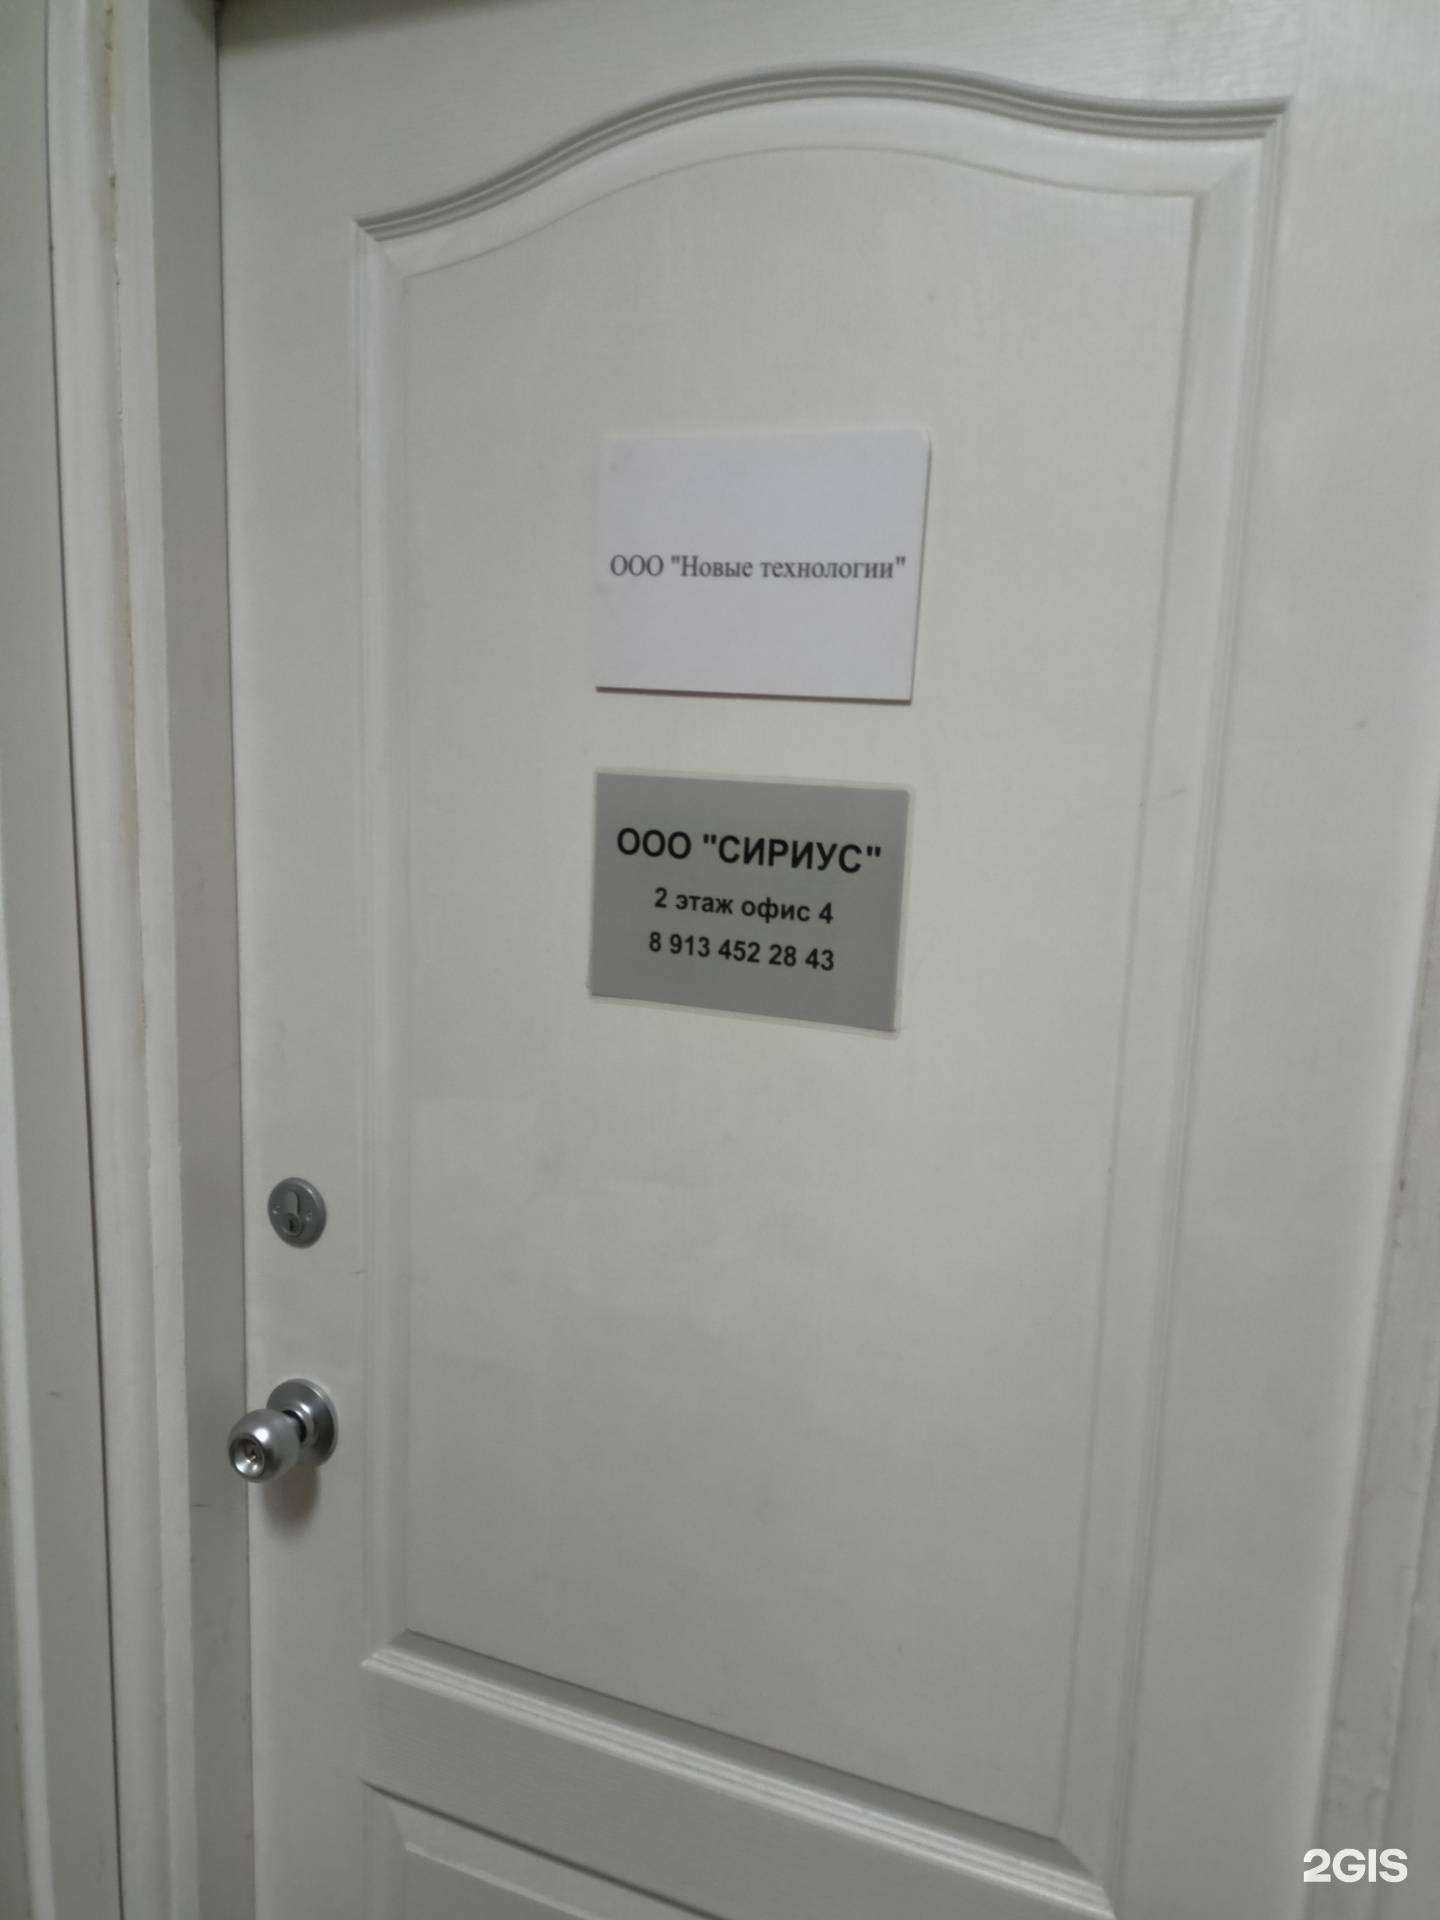 ООО "Новые технологии"
ООО "СИРИУС"
2 этаж офис 4
8 913 452 28 43
2GIS